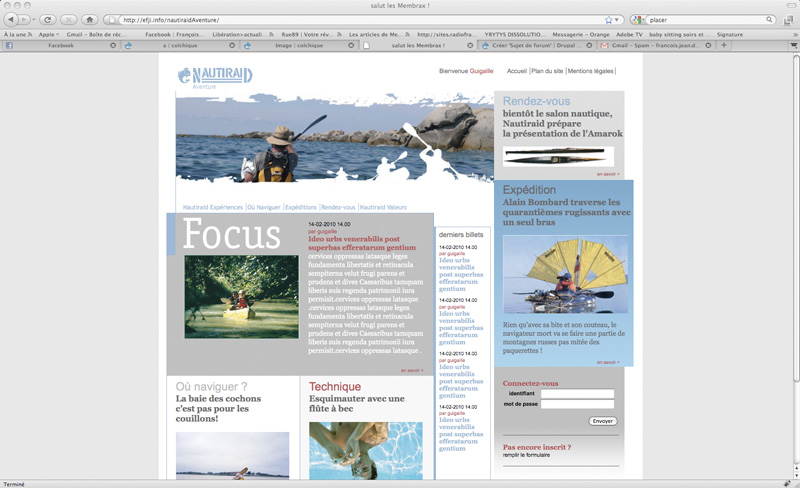 salut les Membrax !
http://efji.info/nautiraidAventure/
placer
À la une
Apple
Gmail - Boîte de réc...
Facebook | François...
Libération>actuali...
Rue89 | Votre rév...
Les articles de Me...
http://sites.radiofra...
YRYTYS DISSOLUTIO...
Messagerie - Orange
Adobe TV
baby sitting soirs et ...
Signature
Facebook
a | colchique
Image | colchique
salut les Membrax !
Créer "Sujet de forum" | Drupal ...
Gmail - Spam - francois.jean.d...
NAUTIRAID
Aventure
Bienvenue Guigaille
Accueil | Plan du site | Mentions légales |
Nautiraid Expériences | Où Naviguer | Expéditions | Rendez-vous | Nautiraid Valeurs
Focus
14-02-2010 14.00
par guigaille
Ideo urbs venerabilis post
superbas efferatarum gentium
cervices oppressas latasque leges
fundamenta libertatis et retinacula
sempiterna velut frugi parens et
prudens et dives Caesaribus tamquam
liberis suis regenda patrimonii iura
permisit.cervices oppressas latasque
.cervices oppressas latasque leges
fundamenta libertatis et retinacula
sempiterna velut frugi parens et
prudens et dives Caesaribus tamquam
liberis suis regenda patrimonii iura
permisit.cervices oppressas latasque .
en savoir +
Où naviguer ?
La baie des cochons
c'est pas pour les
couillons!
Technique
Esquimauter avec une
flûte à bec
derniers billets
14-02-2010 14.00
par guigaille
Ideo urbs
venerabilis
post superbas
efferatarum
gentium
14-02-2010 14.00
par guigaille
Ideo urbs
venerabilis
post superbas
efferatarum
gentium
14-02-2010 14.00
par guigaille
Ideo urbs
venerabilis
post superbas
efferatarum
gentium
14-02-2010 14.00
par guigaille
Ideo urbs
venerabilis
post superbas
efferatarum
gentium
Rendez-vous
bientôt le salon nautique,
Nautiraid prépare
la présentation de l'Amarok
en savoir +
Expédition
Alain Bombard traverse les
quarantièmes rugissants avec
un seul bras
Rien qu'avec sa bite et son couteau, le
navigateur mort va se faire une partie de
montagnes russes pas mitée des
paquerettes !
en savoir +
Connectez-vous
identifiant
mot de passe
Envoyer
Pas encore inscrit ?
remplir le formulaire
Terminé